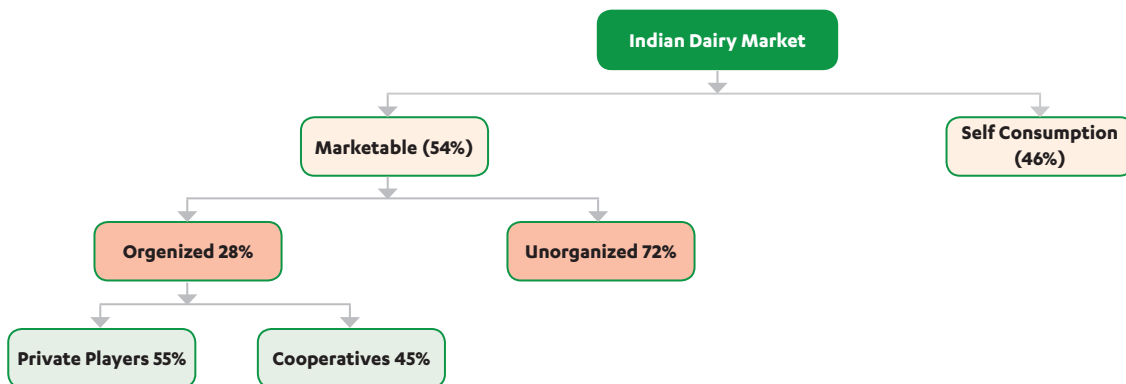 Indian Dairy Market
Marketable (54%)
Self Consumption
(46%)
Orgenized 28%
Unorganized 72%
Private Players 55%
Cooperatives 45%